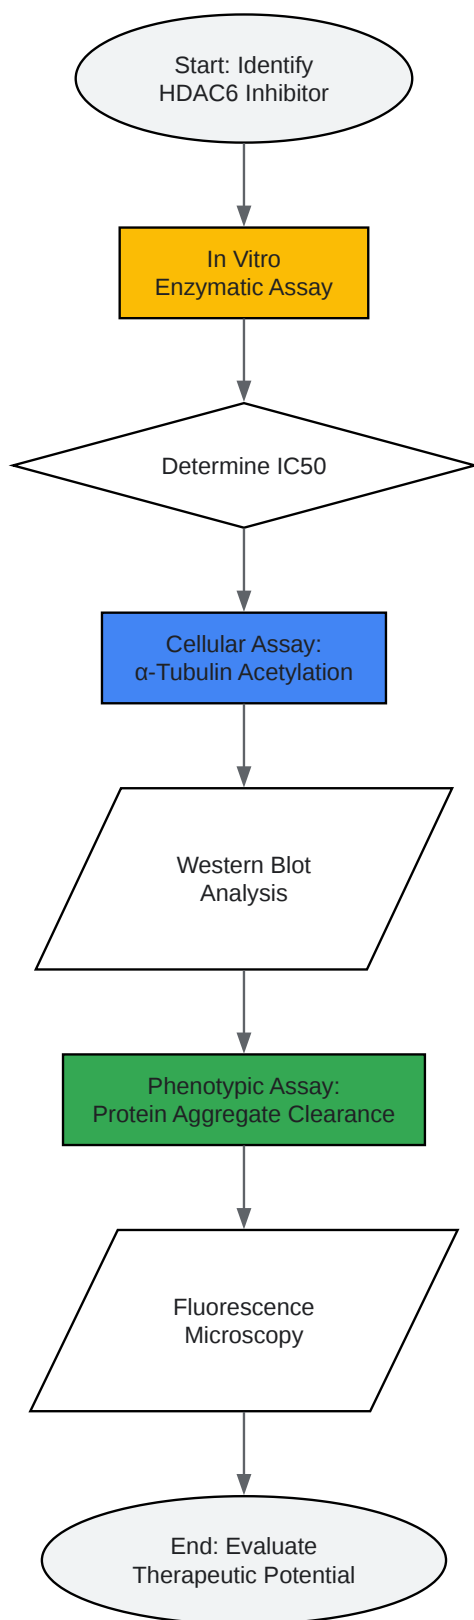 Start: Identify
HDAC6 Inhibitor
In Vitro
Enzymatic Assay
Determine IC50
Cellular Assay:
α-Tubulin Acetylation
Western Blot
Analysis
Phenotypic Assay:
Protein Aggregate Clearance
Fluorescence
Microscopy
End: Evaluate
Therapeutic Potential